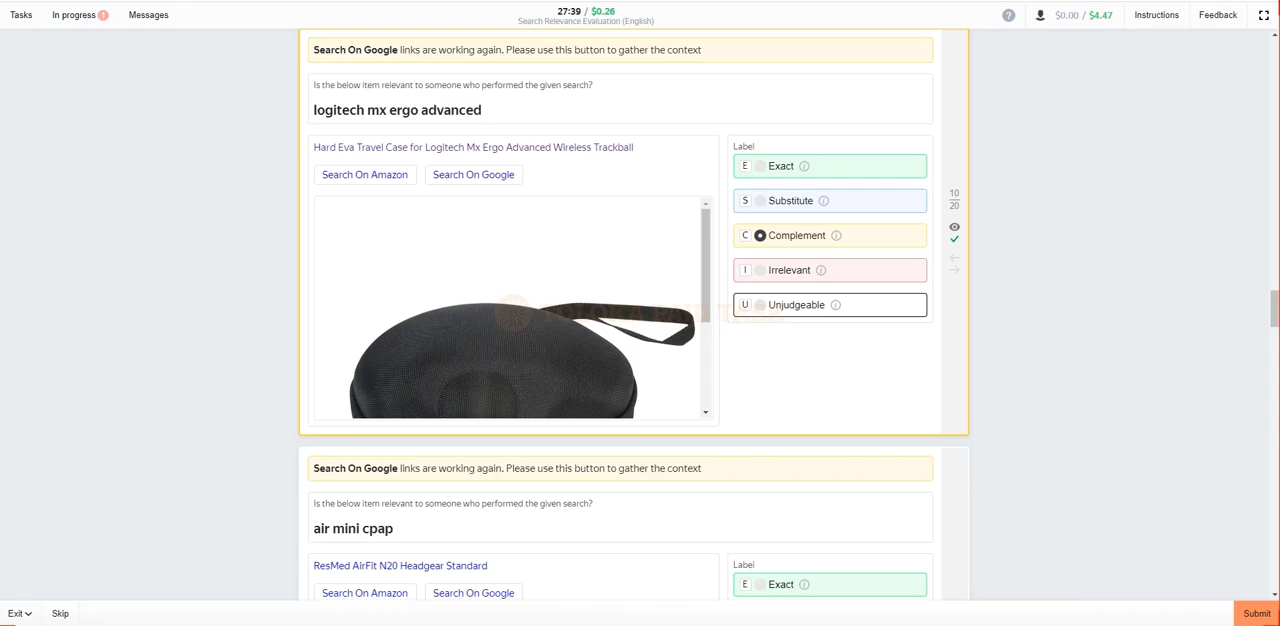 Tasks In progress 1 Messages
27:39 / $0.26
Search Relevance Evaluation (English)
? $0.00 / $4.47 Instructions Feedback
Search On Google links are working again. Please use this button to gather the context
Is the below item relevant to someone who performed the given search?
logitech mx ergo advanced
Hard Eva Travel Case for Logitech Mx Ergo Advanced Wireless Trackball
Search On Amazon Search On Google
Label
E Exact
S Substitute
C Complement
I Irrelevant
U Unjudgeable
10
20
Search On Google links are working again. Please use this button to gather the context
Is the below item relevant to someone who performed the given search?
air mini cpap
ResMed AirFit N20 Headgear Standard
Search On Amazon Search On Google
Label
E Exact
Exit Skip Submit